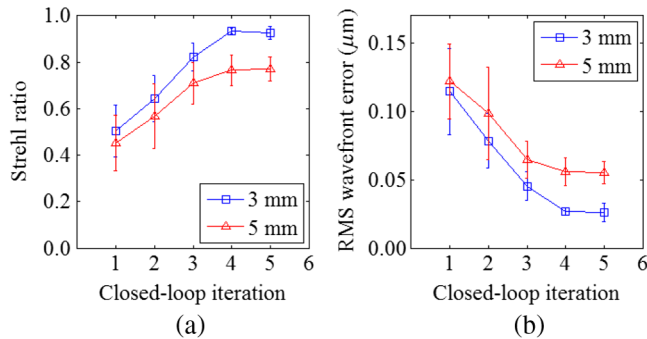 1.0
0.8
0.6
0.4
0.2
0.0
Strehl ratio
3 mm
5 mm
1 2 3 4 5 6
Closed-loop iteration
(a)
0.15
0.10
0.05
0.00
RMS wavefront error (μm)
3 mm
5 mm
1 2 3 4 5 6
Closed-loop iteration
(b)